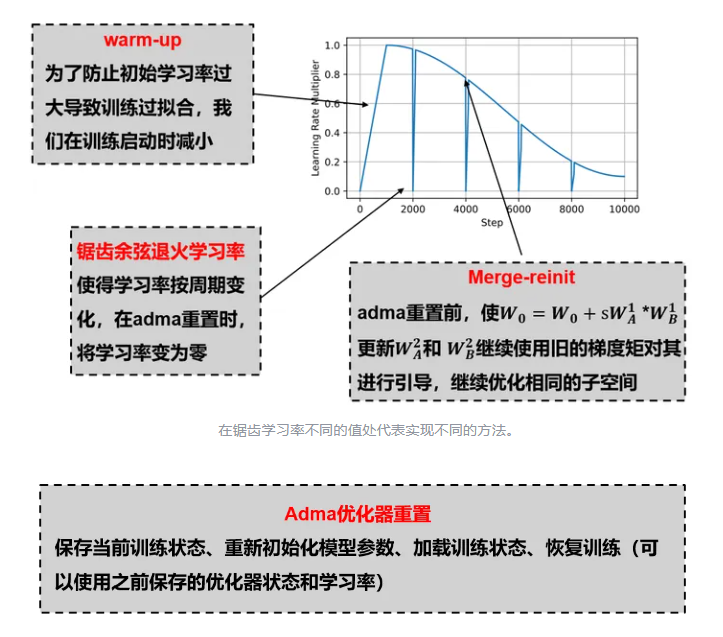 warm-up
为了防止初始学习率过
大导致训练过拟合，我
们在训练启动时减小
Learning Rate Multiplier
1.0
0.8
0.6
0.4
0.2
0.0
0 2000 4000 6000 8000 10000
Step
锯齿余弦退火学习率
使得学习率按周期变
化，在adma重置时，
将学习率变为零
Merge-reinit
adma重置前，使W₀ = W₀ + sW_A^1 *W_B^1
更新W_A^2和 W_B^2继续使用旧的梯度矩对其
进行引导，继续优化相同的子空间
在锯齿学习率不同的值处代表实现不同的方法。
Adma优化器重置
保存当前训练状态、重新初始化模型参数、加载训练状态、恢复训练（可
以使用之前保存的优化器状态和学习率）